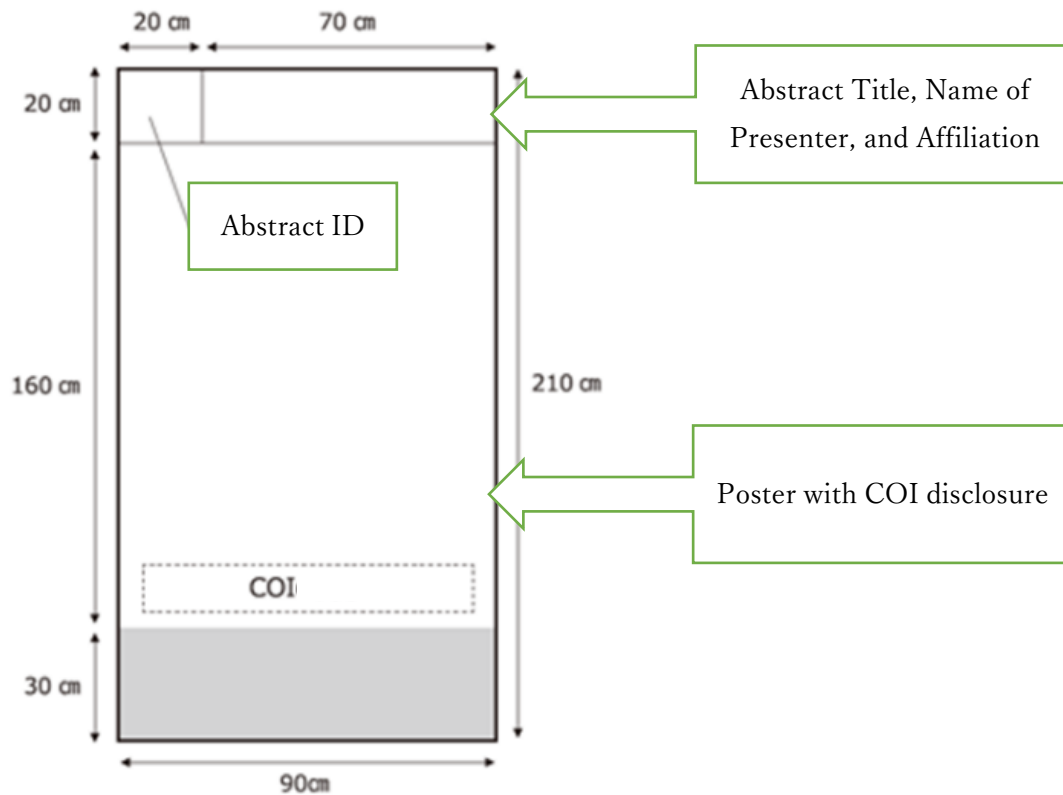 20 ㎝
70 ㎝
20 ㎝
Abstract Title, Name of
Presenter, and Affiliation
Abstract ID
160 ㎝
210 ㎝
Poster with COI disclosure
COI
30 ㎝
90㎝